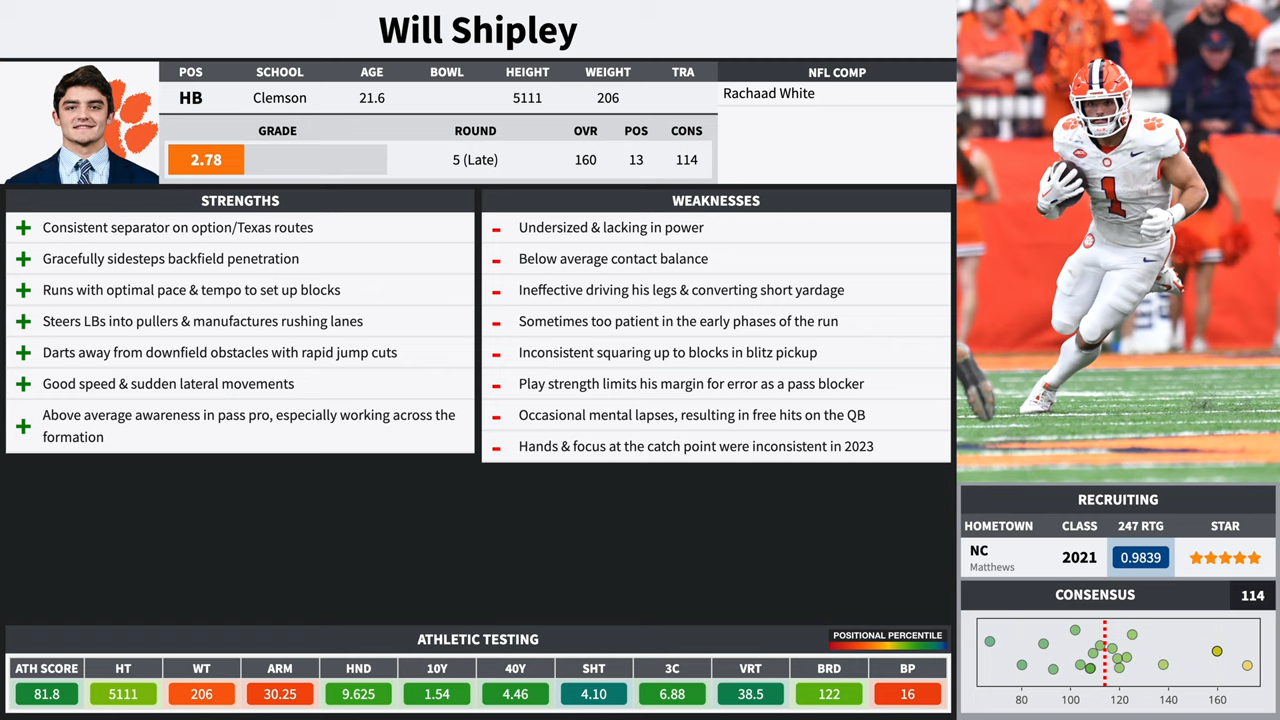 Will Shipley
POS SCHOOL AGE BOWL HEIGHT WEIGHT TRA NFL COMP
HB Clemson 21.6 5111 206 Rachaad White
GRADE ROUND OVR POS CONS
2.78 5 (Late) 160 13 114
STRENGTHS
+ Consistent separator on option/Texas routes
+ Gracefully sidesteps backfield penetration
+ Runs with optimal pace & tempo to set up blocks
+ Steers LBs into pullers & manufactures rushing lanes
+ Darts away from downfield obstacles with rapid jump cuts
+ Good speed & sudden lateral movements
+ Above average awareness in pass pro, especially working across the
formation
WEAKNESSES
- Undersized & lacking in power
- Below average contact balance
- Ineffective driving his legs & converting short yardage
- Sometimes too patient in the early phases of the run
- Inconsistent squaring up to blocks in blitz pickup
- Play strength limits his margin for error as a pass blocker
- Occasional mental lapses, resulting in free hits on the QB
- Hands & focus at the catch point were inconsistent in 2023
1
RECRUITING
HOMETOWN CLASS 247 RTG STAR
NC 2021 0.9839
Matthews
CONSENSUS 114
80 100 120 140 160
ATHLETIC TESTING
POSITIONAL PERCENTILE
ATH SCORE HT WT ARM HND 10Y 40Y SHT 3C VRT BRD BP
81.8 5111 206 30.25 9.625 1.54 4.46 4.10 6.88 38.5 122 16